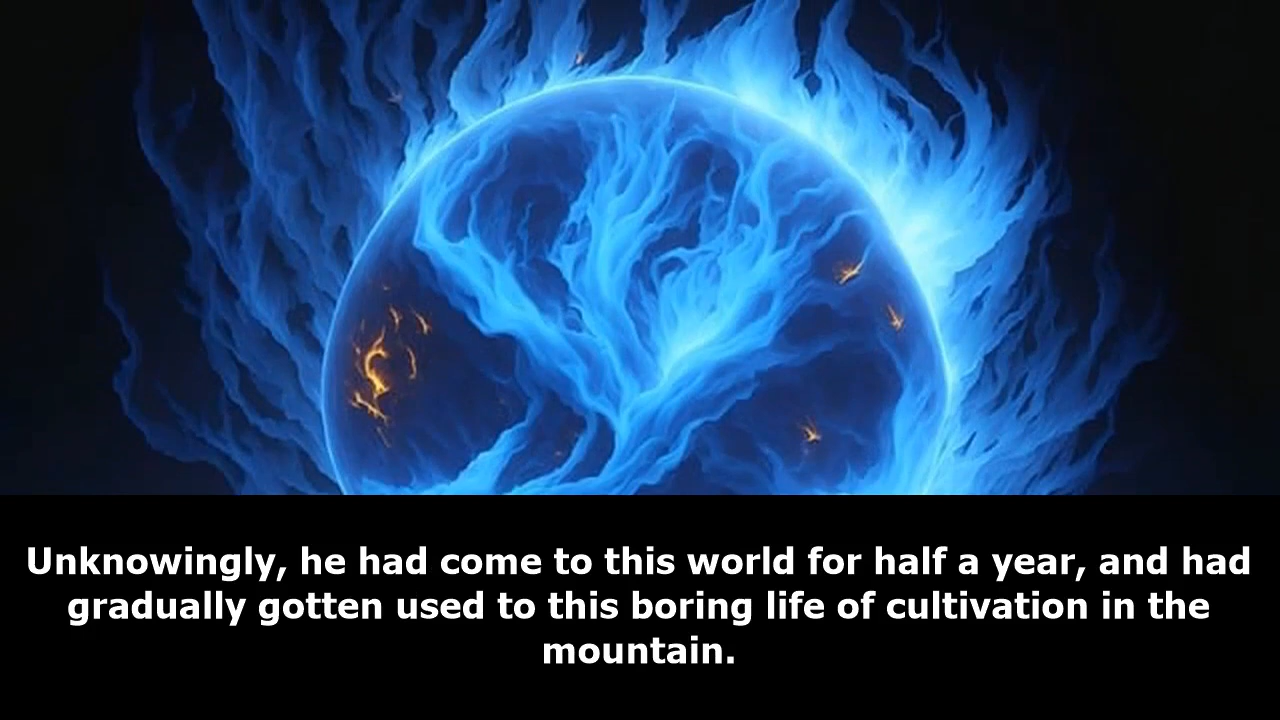 Unknowingly, he had come to this world for half a year, and had
gradually gotten used to this boring life of cultivation in the
mountain.